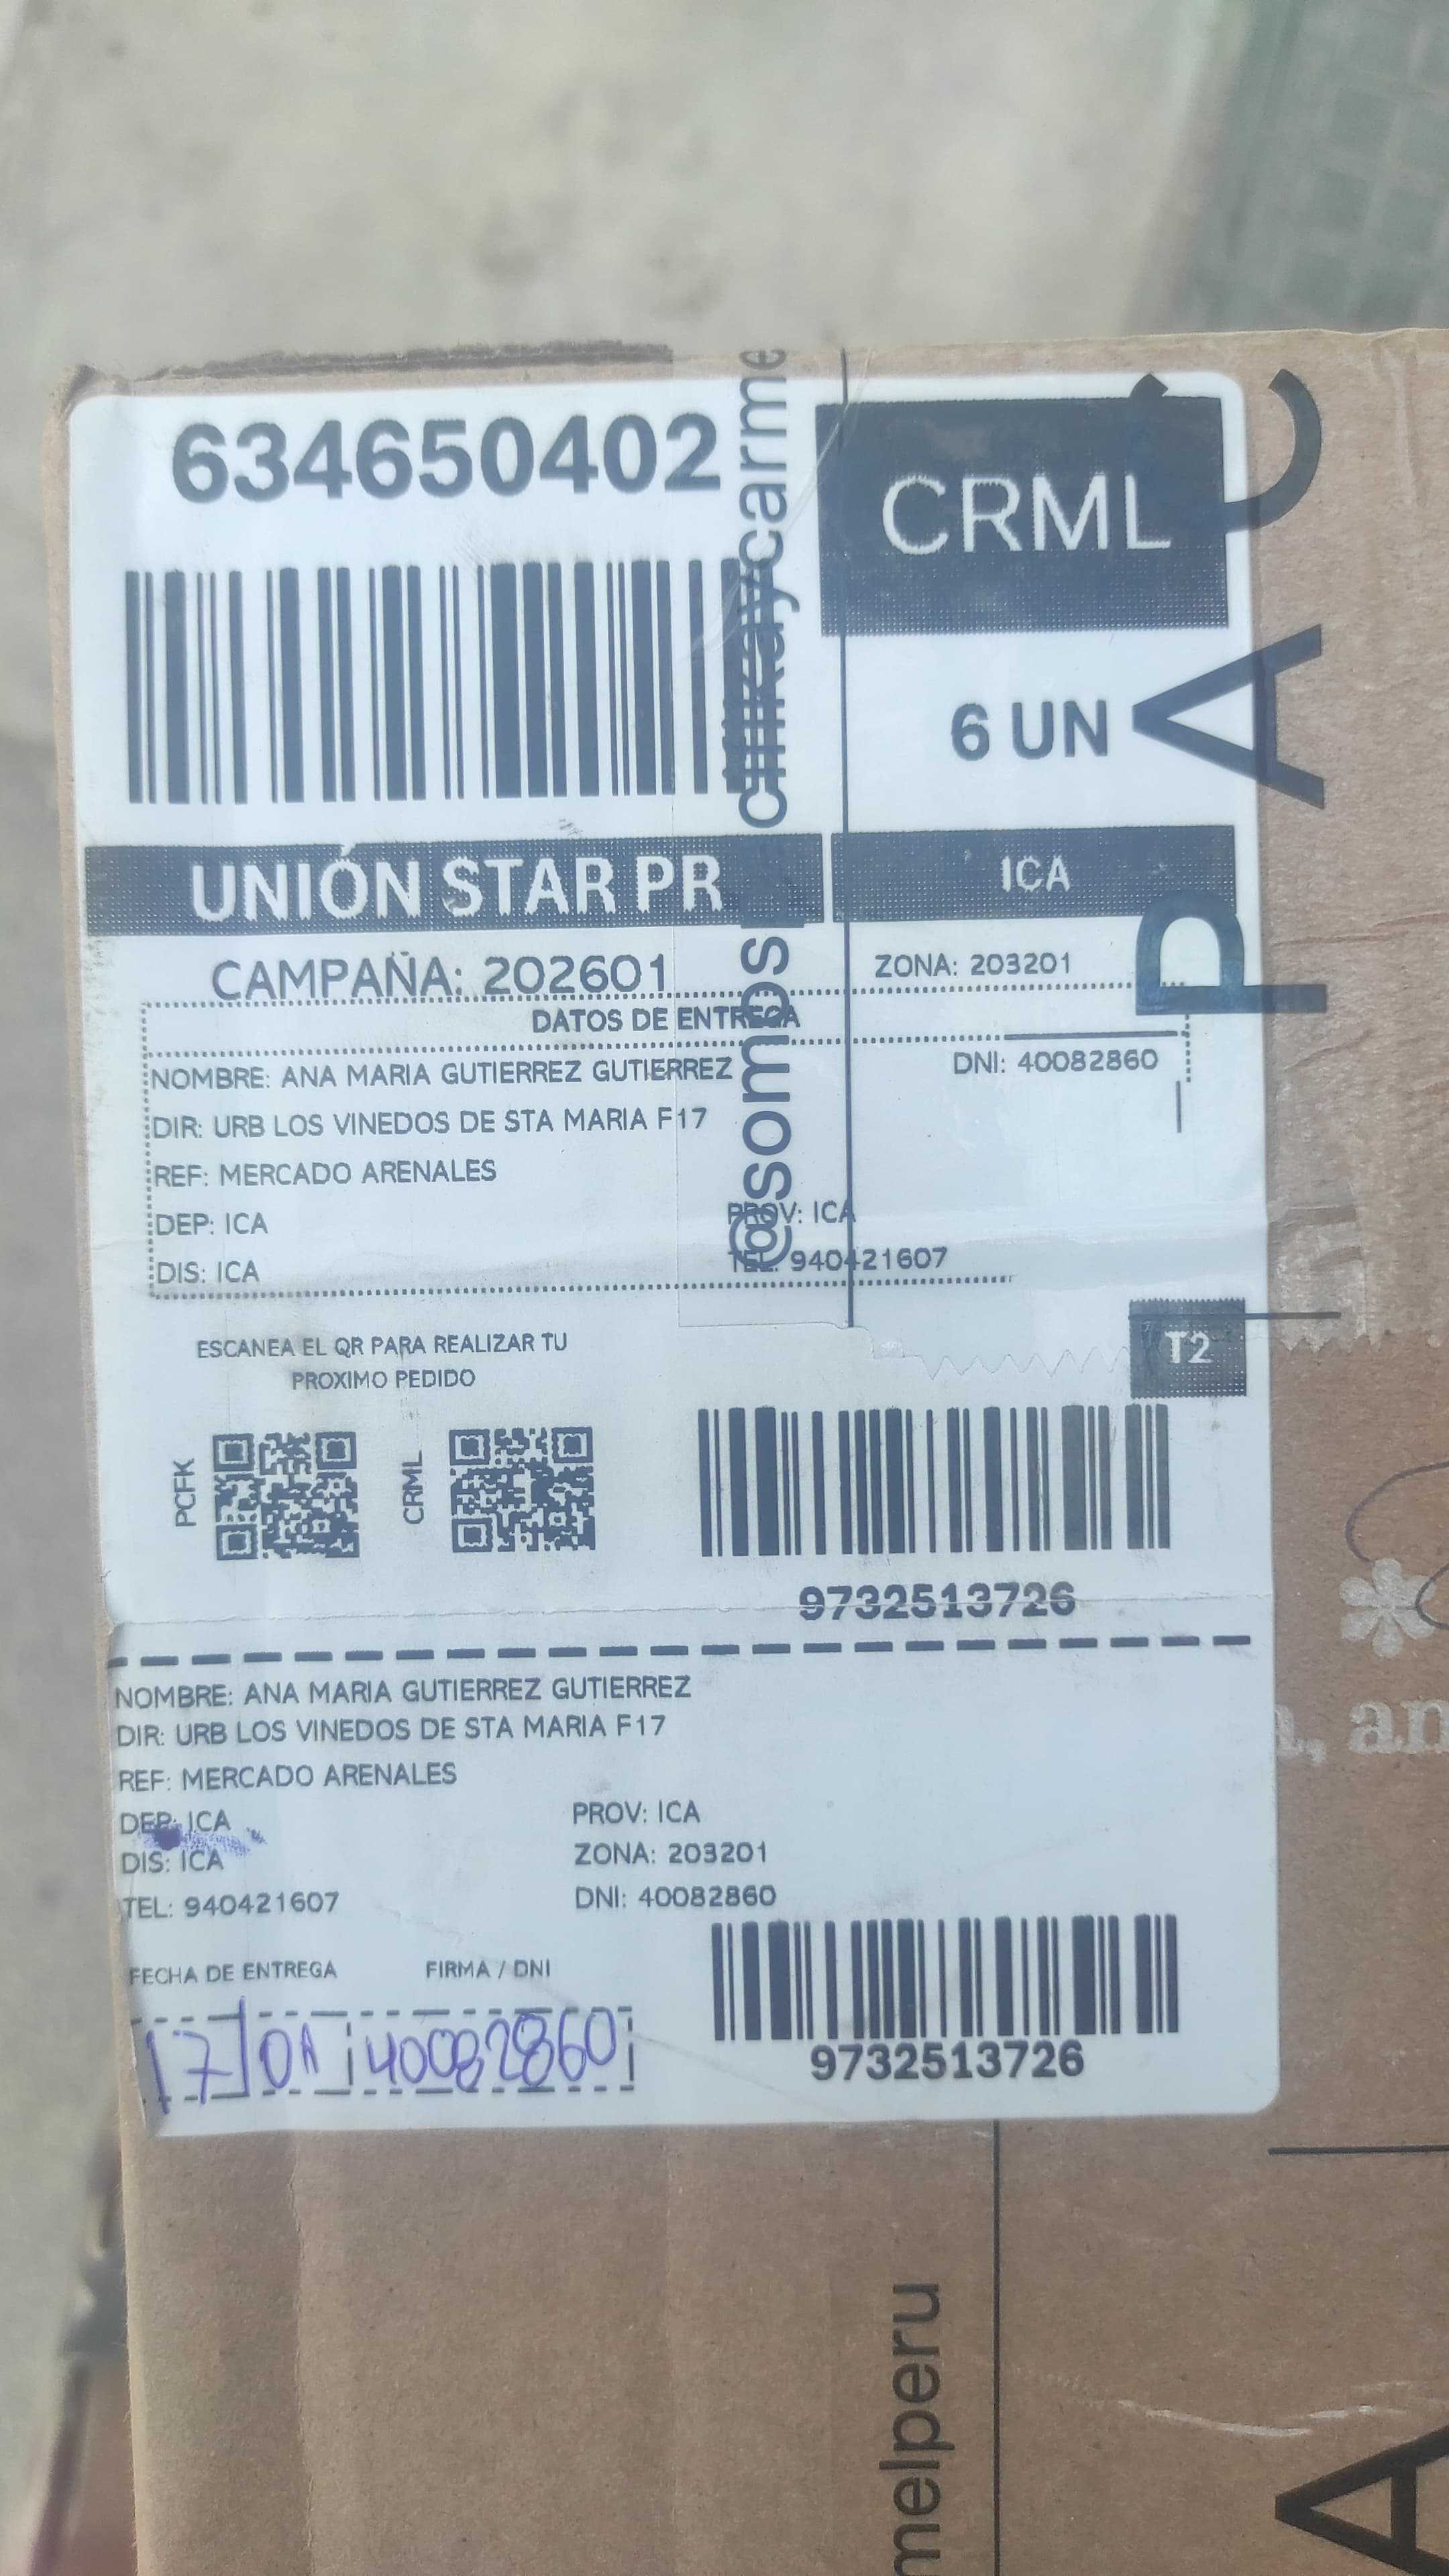 634650402
CRML
6 UN
UNIÓN STAR PR
ICA
CAMPAÑA: 202601
ZONA: 203201
DATOS DE ENTREGA
NOMBRE: ANA MARIA GUTIERREZ GUTIERREZ
DNI: 40082860
DIR: URB LOS VINEDOS DE STA MARIA F17
REF: MERCADO ARENALES
DEP: ICA
PROV: ICA
DIS: ICA
TEL: 940421607
T2
ESCANEA EL QR PARA REALIZAR TU
PROXIMO PEDIDO
PCFK
CRML
9732513726
NOMBRE: ANA MARIA GUTIERREZ GUTIERREZ
DIR: URB LOS VINEDOS DE STA MARIA F17
REF: MERCADO ARENALES
DEP: ICA
PROV: ICA
DIS: ICA
ZONA: 203201
TEL: 940421607
DNI: 40082860
FECHA DE ENTREGA
FIRMA / DNI
17
40082860
9732513726
@somos
cillkaycarme
melperu
PAC
A
, an